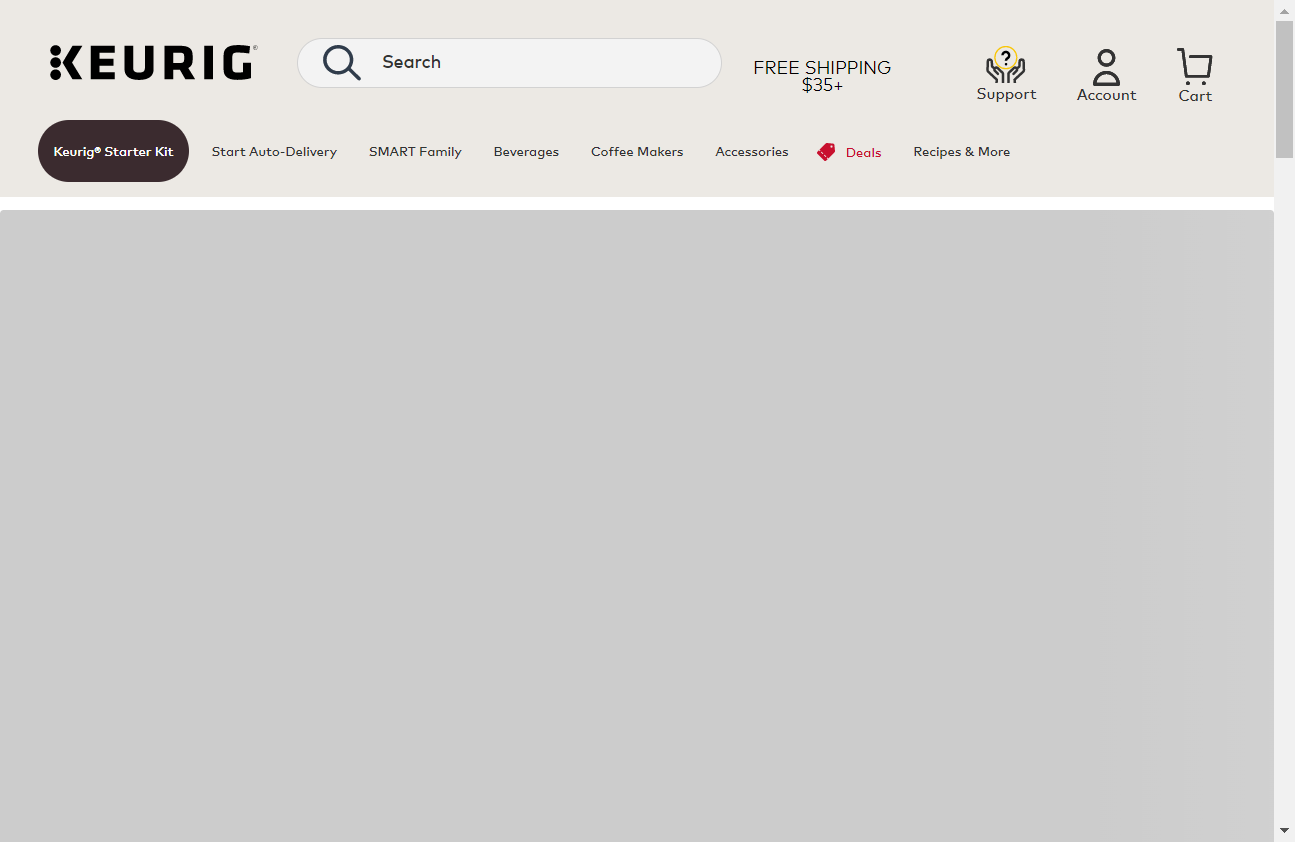 KEURIG®
Search
FREE SHIPPING
$35+
?
Support
Account
Cart
Keurig® Starter Kit
Start Auto-Delivery
SMART Family
Beverages
Coffee Makers
Accessories
Deals
Recipes & More